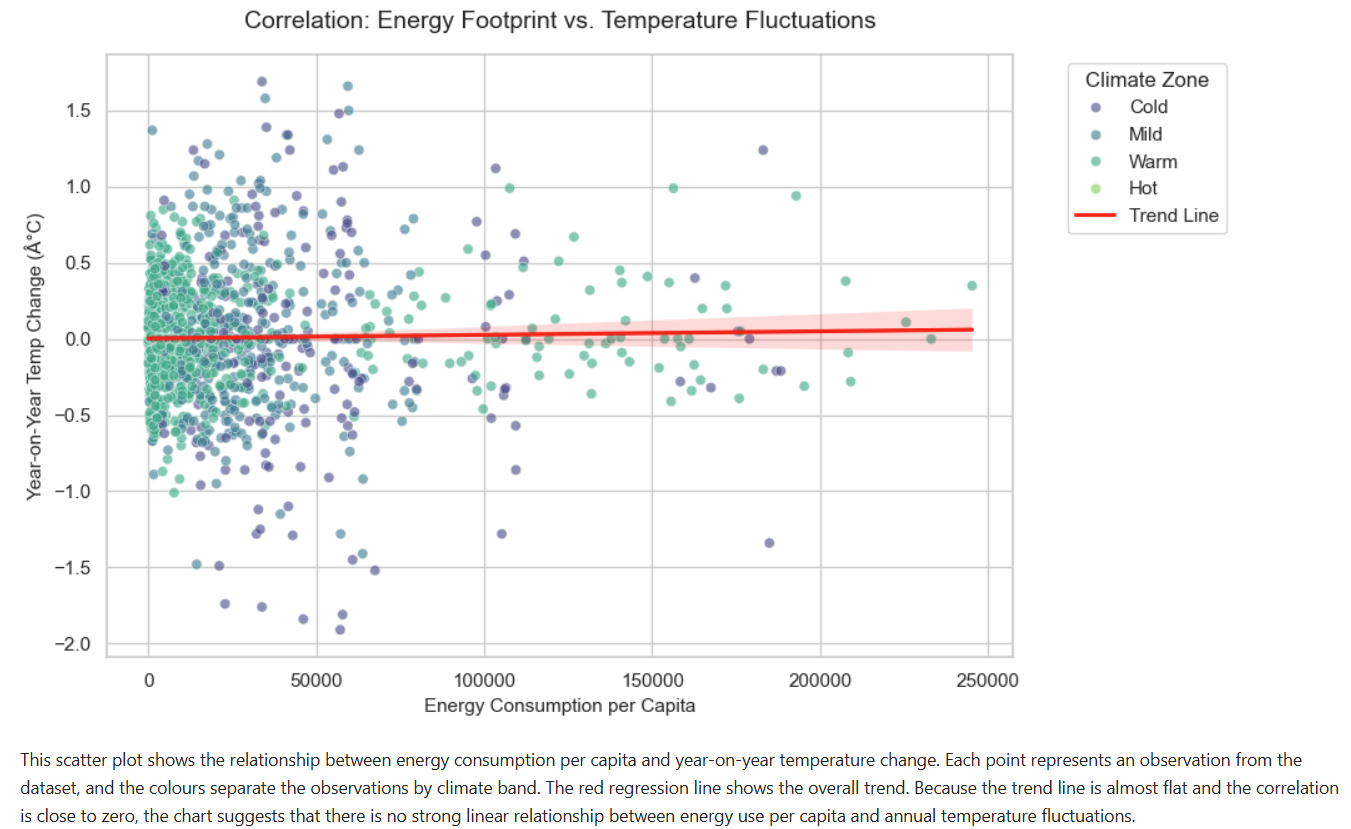 Correlation: Energy Footprint vs. Temperature Fluctuations
Year-on-Year Temp Change (Â°C)
1.5
1.0
0.5
0.0
−0.5
−1.0
−1.5
−2.0
0
50000
100000
150000
200000
250000
Energy Consumption per Capita
Climate Zone
Cold
Mild
Warm
Hot
Trend Line
This scatter plot shows the relationship between energy consumption per capita and year-on-year temperature change. Each point represents an observation from the
dataset, and the colours separate the observations by climate band. The red regression line shows the overall trend. Because the trend line is almost flat and the correlation
is close to zero, the chart suggests that there is no strong linear relationship between energy use per capita and annual temperature fluctuations.